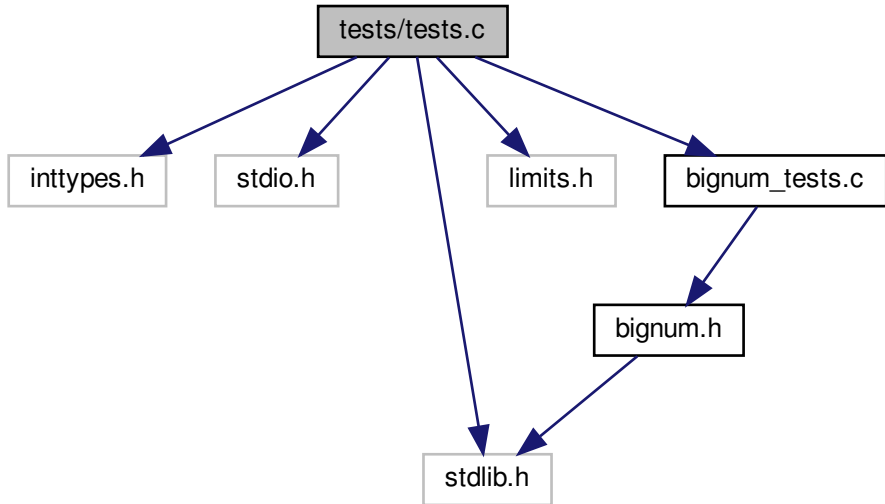 tests/tests.c
inttypes.h
stdio.h
limits.h
bignum_tests.c
bignum.h
stdlib.h